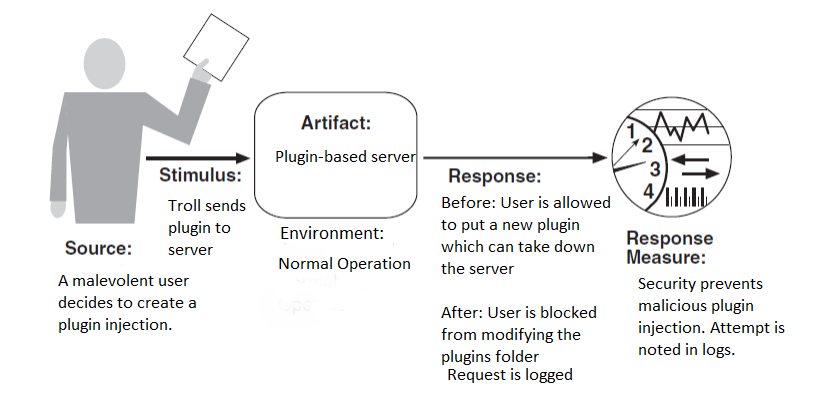 Source:
A malevolent user
decides to create a
plugin injection.
Stimulus:
Troll sends
plugin to
server
Artifact:
Plugin-based server
Environment:
Normal Operation
Response:
Before: User is allowed
to put a new plugin
which can take down
the server
After: User is blocked
from modifying the
plugins folder
Request is logged
1
2
3
4
Response
Measure:
Security prevents
malicious plugin
injection. Attempt is
noted in logs.